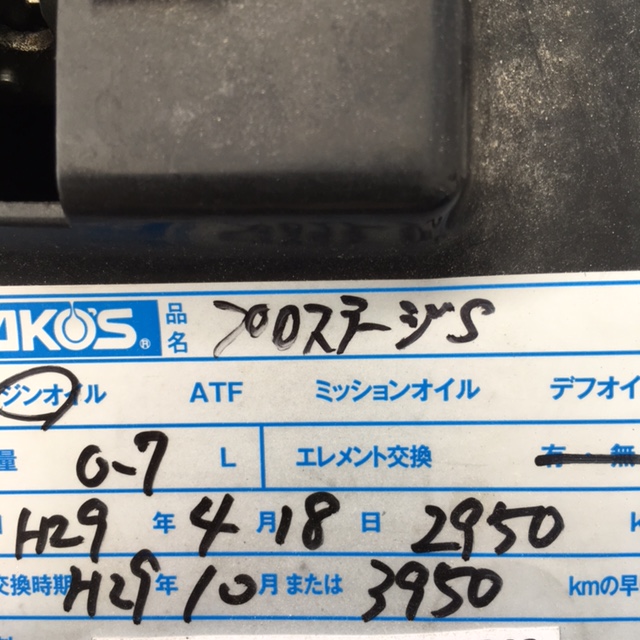 AKO'S® 品名 プロステージS
ジンオイル ATF ミッションオイル デフオイ
量 0-7 L エレメント交換 有 無
H29 年 4 月 18 日 2950 k
交換時期 H29 年 10 月 または 3950 kmの早